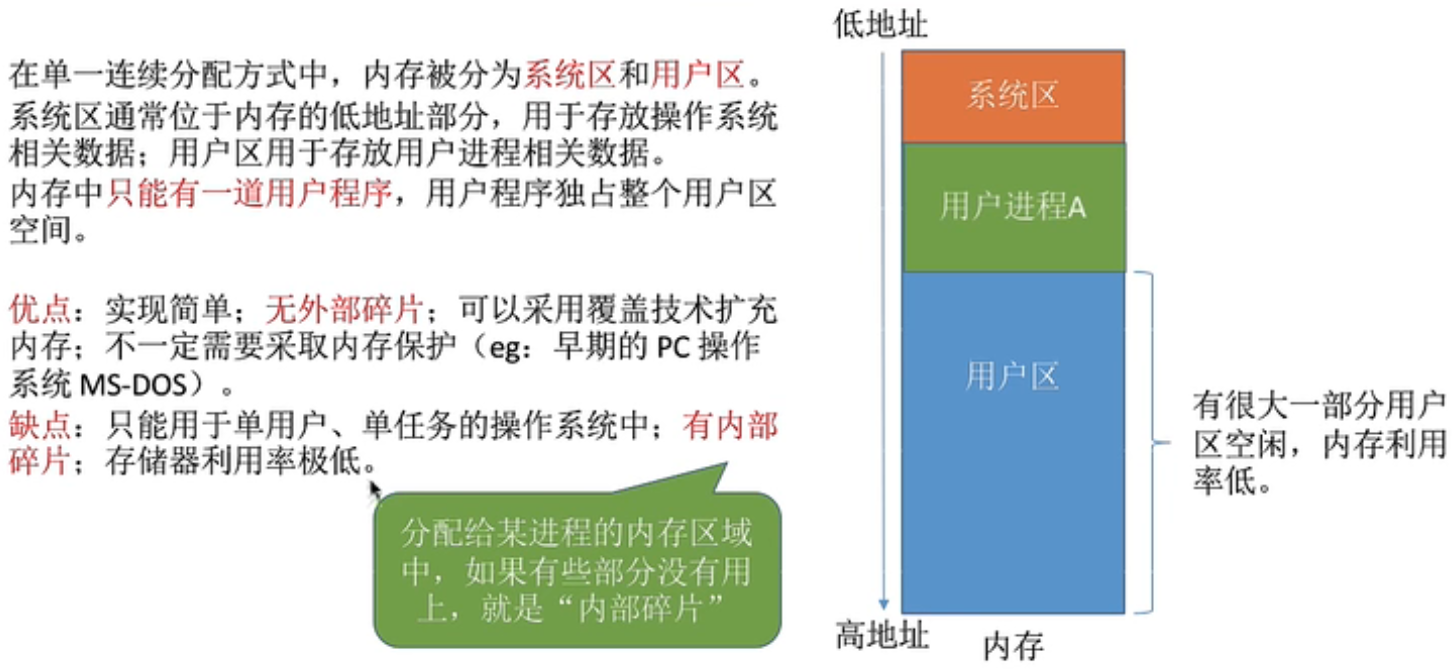 在单一连续分配方式中，内存被分为系统区和用户区。
系统区通常位于内存的低地址部分，用于存放操作系统
相关数据；用户区用于存放用户进程相关数据。
内存中只能有一道用户程序，用户程序独占整个用户区
空间。
优点：实现简单；无外部碎片；可以采用覆盖技术扩充
内存；不一定需要采取内存保护（eg：早期的 PC 操作
系统 MS-DOS）。
缺点：只能用于单用户、单任务的操作系统中；有内部
碎片；存储器利用率极低。
分配给某进程的内存区域
中，如果有些部分没有用
上，就是“内部碎片”
低地址
系统区
用户进程A
用户区
有很大一部分用户
区空闲，内存利用
率低。
高地址
内存